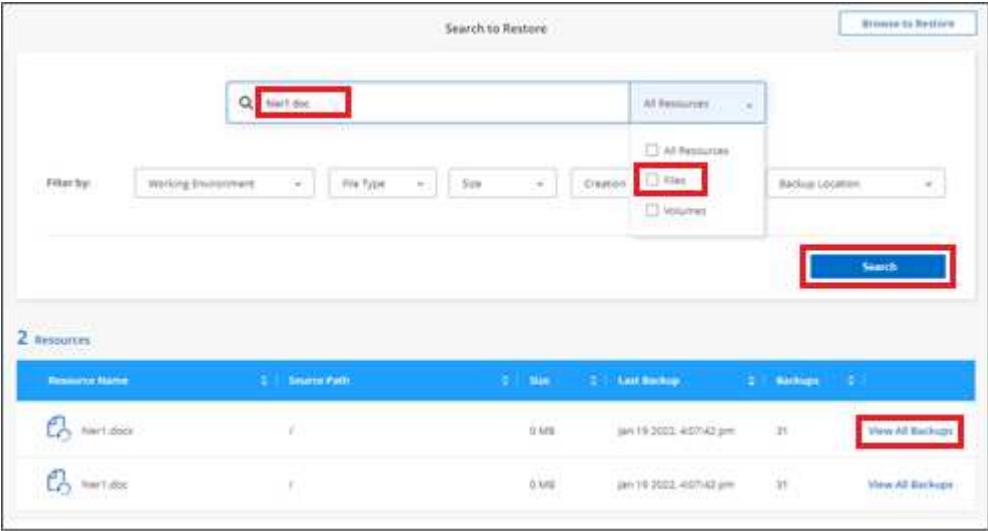 Search to Restore
Browse to Restore
hier1.doc
All Resources
All Resources
Filter by:
Working Environment
File Type
Size
Creation
Files
Backup Location
Volumes
Search
2 Resources
Resource Name Source Path Size Last Backup Backups
hier1.docx / 0 MB Jan 19 2022, 4:07:42 pm 31 View All Backups
hier1.doc / 0 MB Jan 19 2022, 4:07:42 pm 31 View All Backups